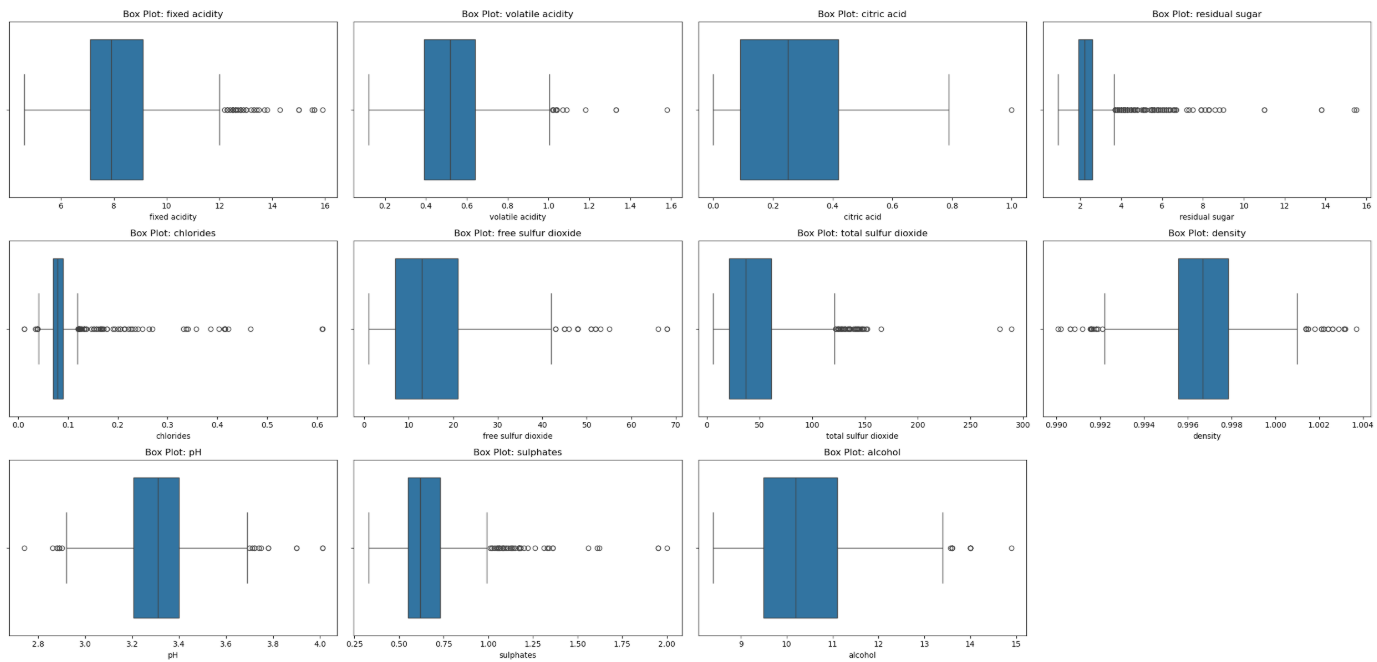 Box Plot: fixed acidity
6 8 10 12 14 16
fixed acidity
Box Plot: volatile acidity
0.2 0.4 0.6 0.8 1.0 1.2 1.4 1.6
volatile acidity
Box Plot: citric acid
0.0 0.2 0.4 0.6 0.8 1.0
citric acid
Box Plot: residual sugar
2 4 6 8 10 12 14 16
residual sugar
Box Plot: chlorides
0.0 0.1 0.2 0.3 0.4 0.5 0.6
chlorides
Box Plot: free sulfur dioxide
0 10 20 30 40 50 60 70
free sulfur dioxide
Box Plot: total sulfur dioxide
0 50 100 150 200 250 300
total sulfur dioxide
Box Plot: density
0.990 0.992 0.994 0.996 0.998 1.000 1.002 1.004
density
Box Plot: pH
2.8 3.0 3.2 3.4 3.6 3.8 4.0
pH
Box Plot: sulphates
0.25 0.50 0.75 1.00 1.25 1.50 1.75 2.00
sulphates
Box Plot: alcohol
9 10 11 12 13 14 15
alcohol